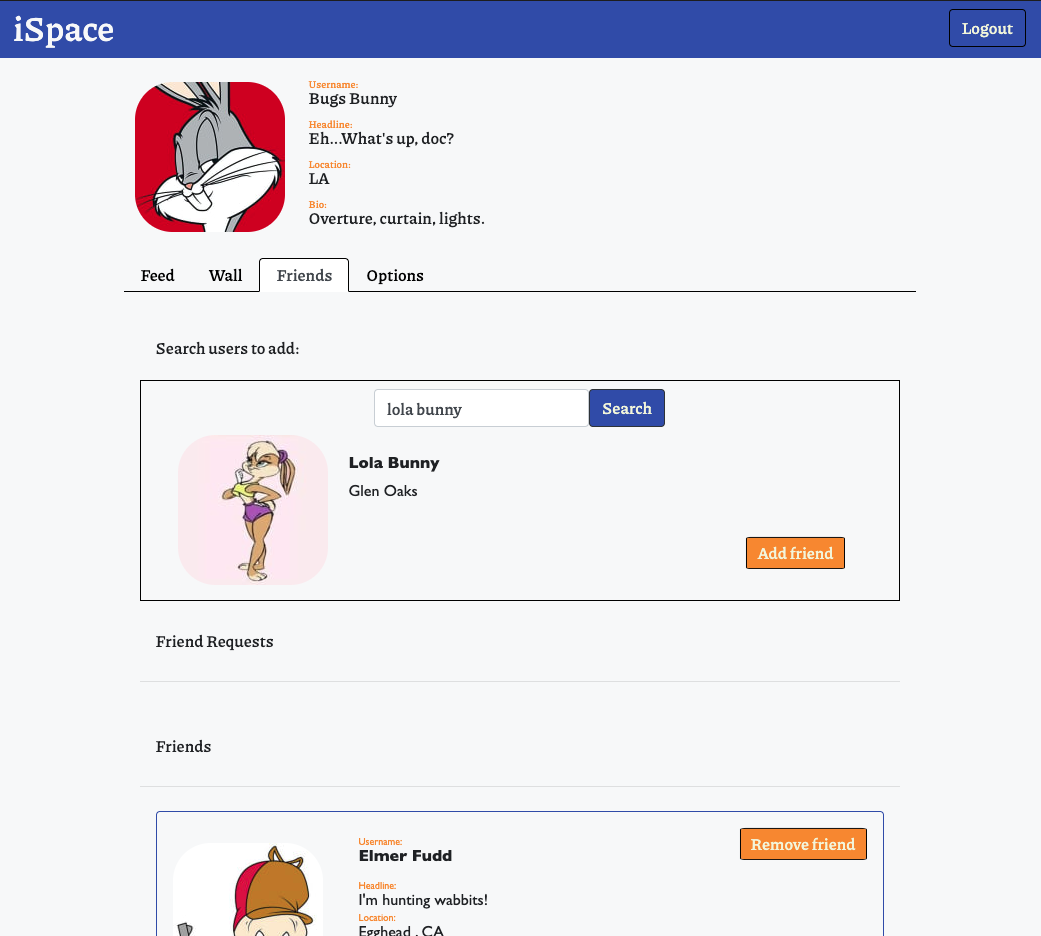 iSpace
Logout
Username:
Bugs Bunny
Headline:
Eh...What's up, doc?
Location:
LA
Bio:
Overture, curtain, lights.
Feed Wall Friends Options
Search users to add:
lola bunny Search
Lola Bunny
Glen Oaks
Add friend
Friend Requests
Friends
Username:
Elmer Fudd
Remove friend
Headline:
I'm hunting wabbits!
Location:
Egghead , CA